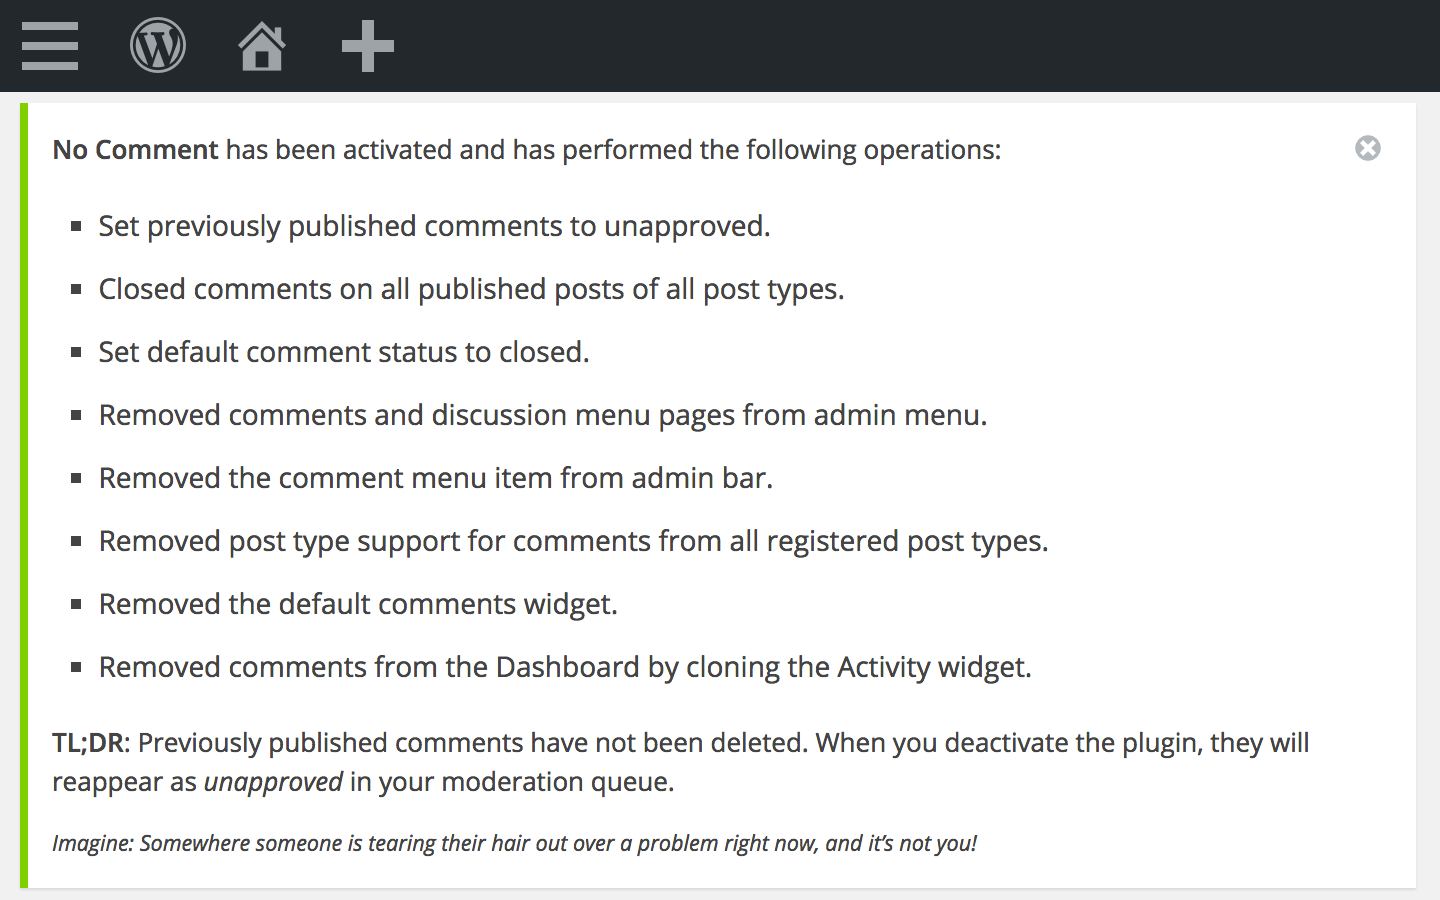 No Comment has been activated and has performed the following operations:
Set previously published comments to unapproved.
Closed comments on all published posts of all post types.
Set default comment status to closed.
Removed comments and discussion menu pages from admin menu.
Removed the comment menu item from admin bar.
Removed post type support for comments from all registered post types.
Removed the default comments widget.
Removed comments from the Dashboard by cloning the Activity widget.
TL;DR: Previously published comments have not been deleted. When you deactivate the plugin, they will
reappear as unapproved in your moderation queue.
Imagine: Somewhere someone is tearing their hair out over a problem right now, and it’s not you!